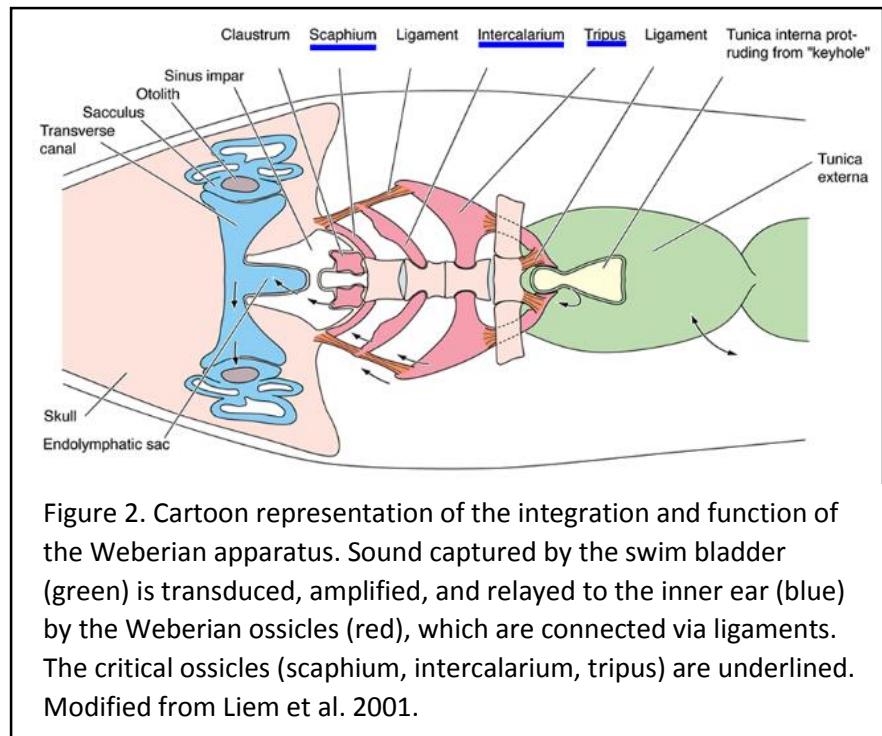 Claustrum Scaphium Ligament Intercalarium Tripus Ligament Tunica interna prot-
ruding from "keyhole"
Sinus impar
Otolith
Sacculus
Transverse
canal
Tunica
externa
Skull
Endolymphatic sac
Figure 2. Cartoon representation of the integration and function of
the Weberian apparatus. Sound captured by the swim bladder
(green) is transduced, amplified, and relayed to the inner ear (blue)
by the Weberian ossicles (red), which are connected via ligaments.
The critical ossicles (scaphium, intercalarium, tripus) are underlined.
Modified from Liem et al. 2001.